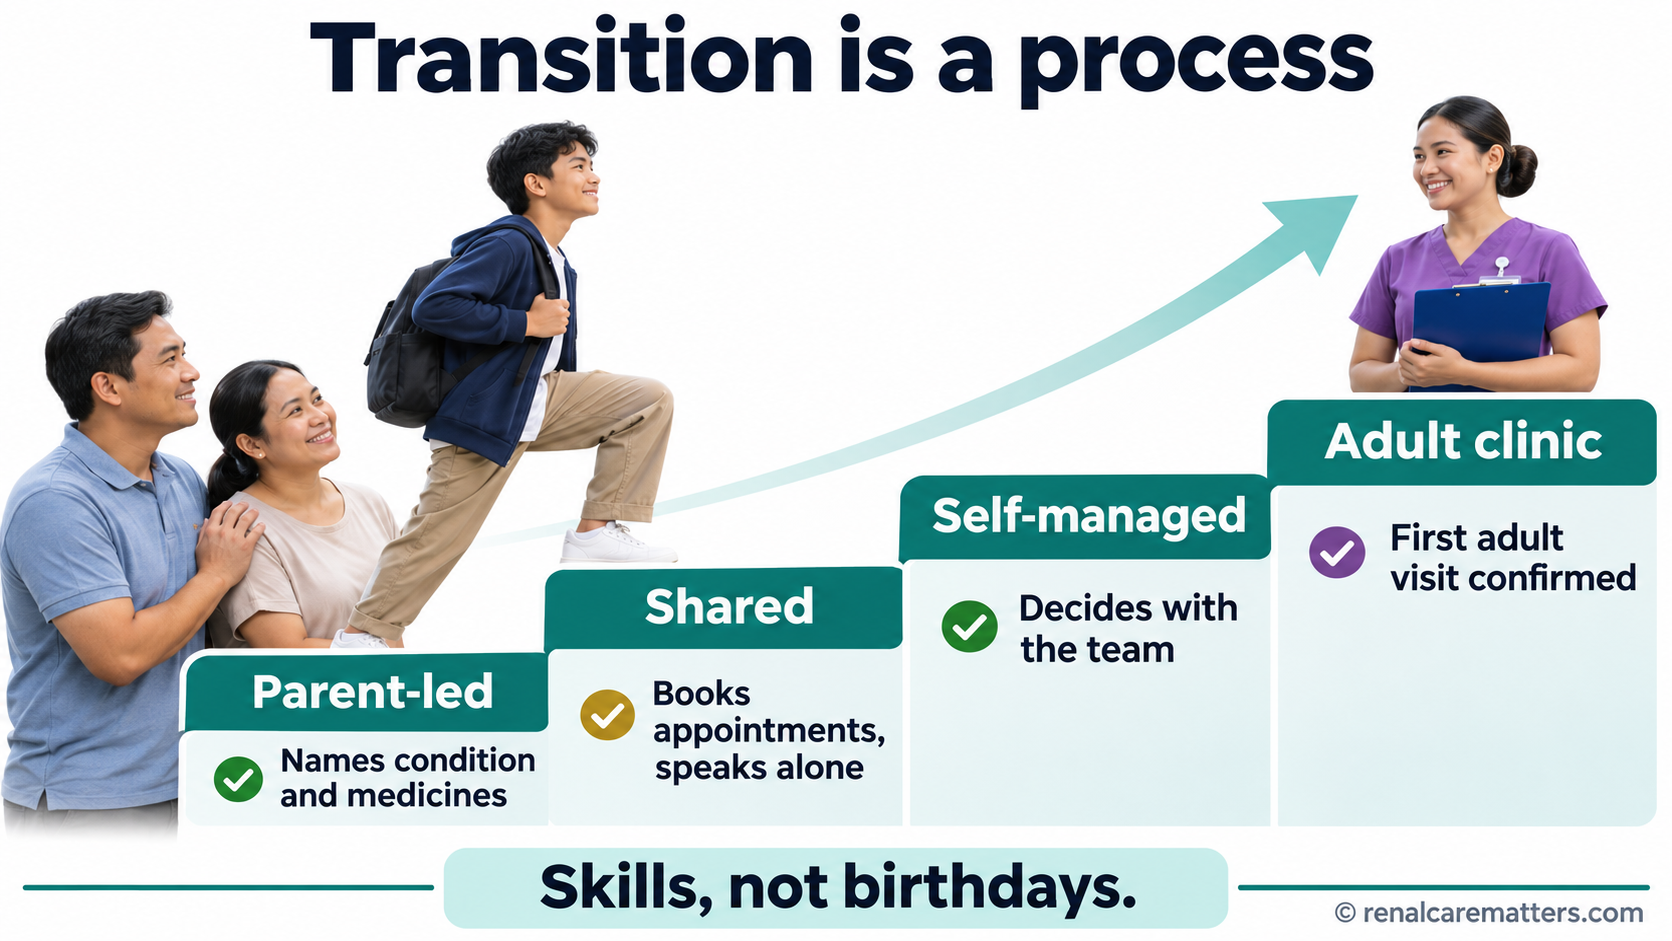 Transition is a process
Parent-led
Names condition
and medicines
Shared
Books
appointments,
speaks alone
Self-managed
Decides with
the team
Adult clinic
First adult
visit confirmed
Skills, not birthdays.
© renalcarematters.com